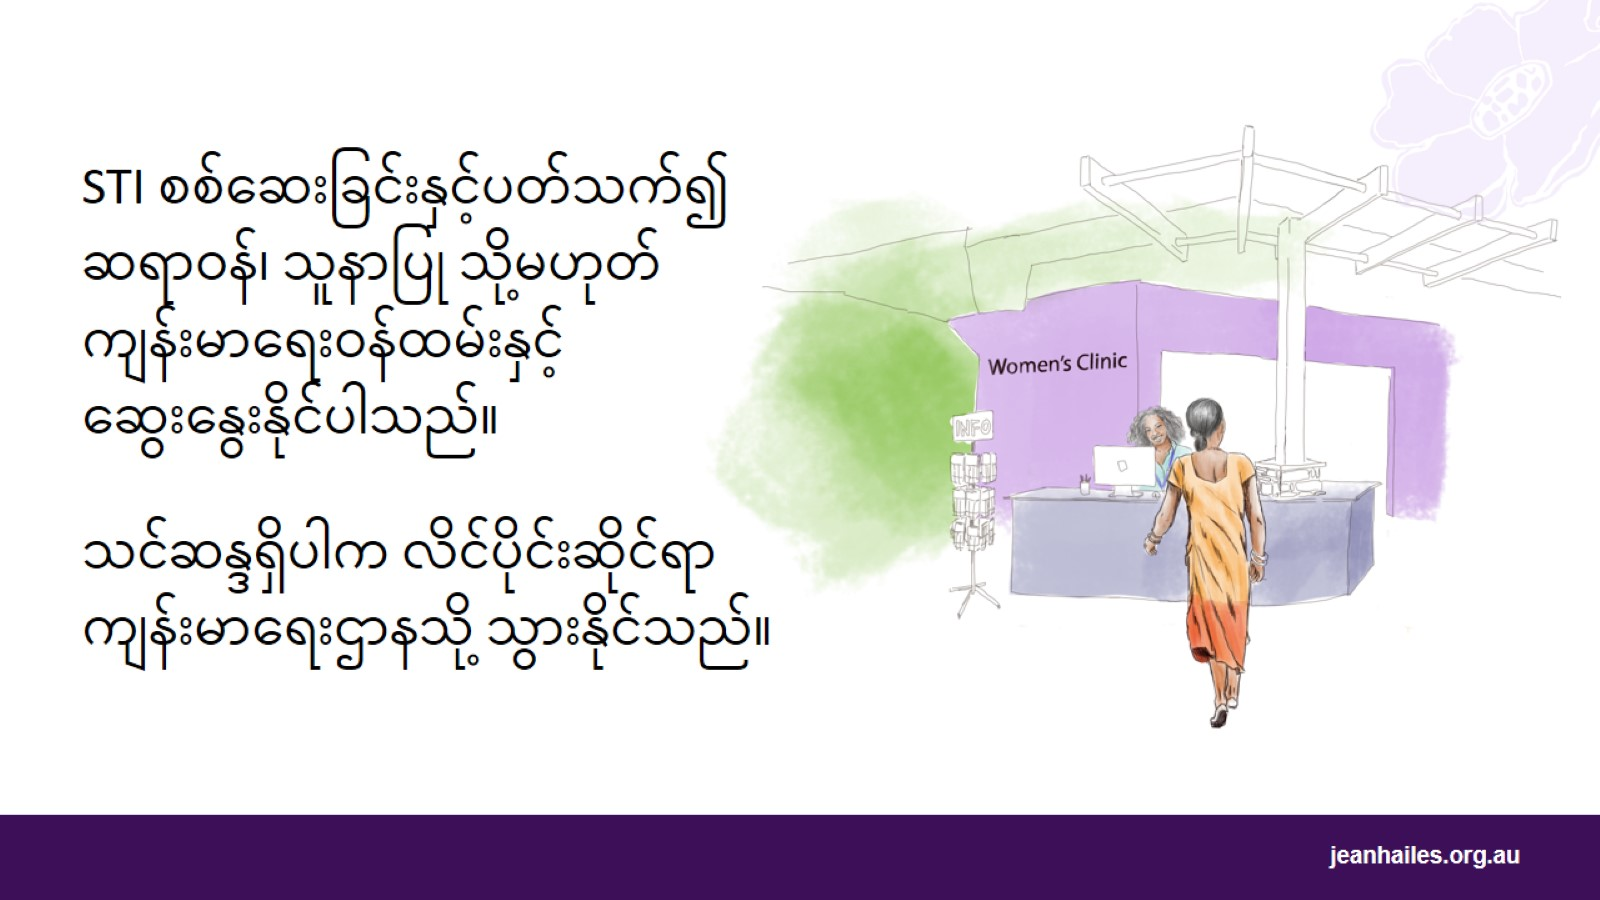 STI စစ်ဆေးခြင်းနှင့်ပတ်သက်၍
ဆရာဝန်၊ သူနာပြု သို့မဟုတ်
ကျန်းမာရေးဝန်ထမ်းနှင့်
ဆွေးနွေးနိုင်ပါသည်။
သင်ဆန္ဒရှိပါက လိင်ပိုင်းဆိုင်ရာ
ကျန်းမာရေးဌာနသို့ သွားနိုင်သည်။
Women's Clinic
INFO
jeanhailes.org.au